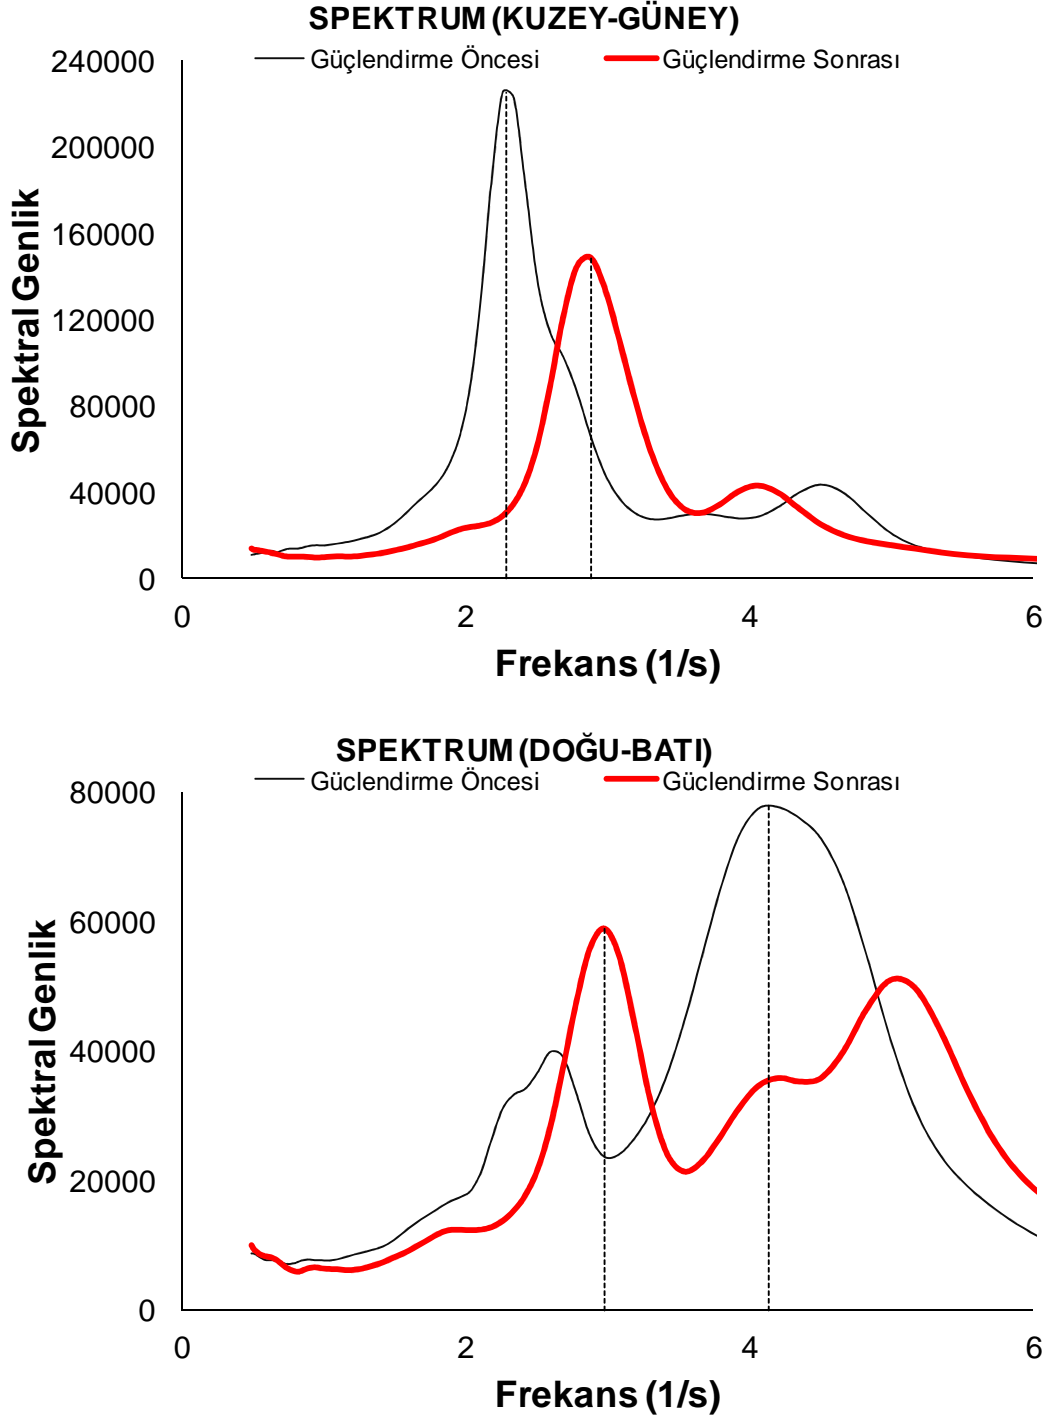 SPEKTRUM (KUZEY-GÜNEY)
Güçlendirme Öncesi
Güçlendirme Sonrası
240000
200000
160000
120000
80000
40000
0
Spektral Genlik
0 2 4 6
Frekans (1/s)
SPEKTRUM (DOĞU-BATI)
Güclendirme Öncesi
Güclendirme Sonrası
80000
60000
40000
20000
0
Spektral Genlik
0 2 4 6
Frekans (1/s)